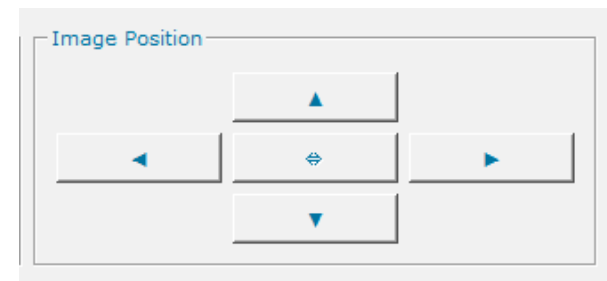 Image Position
▲
◄ ⇔ ►
▼